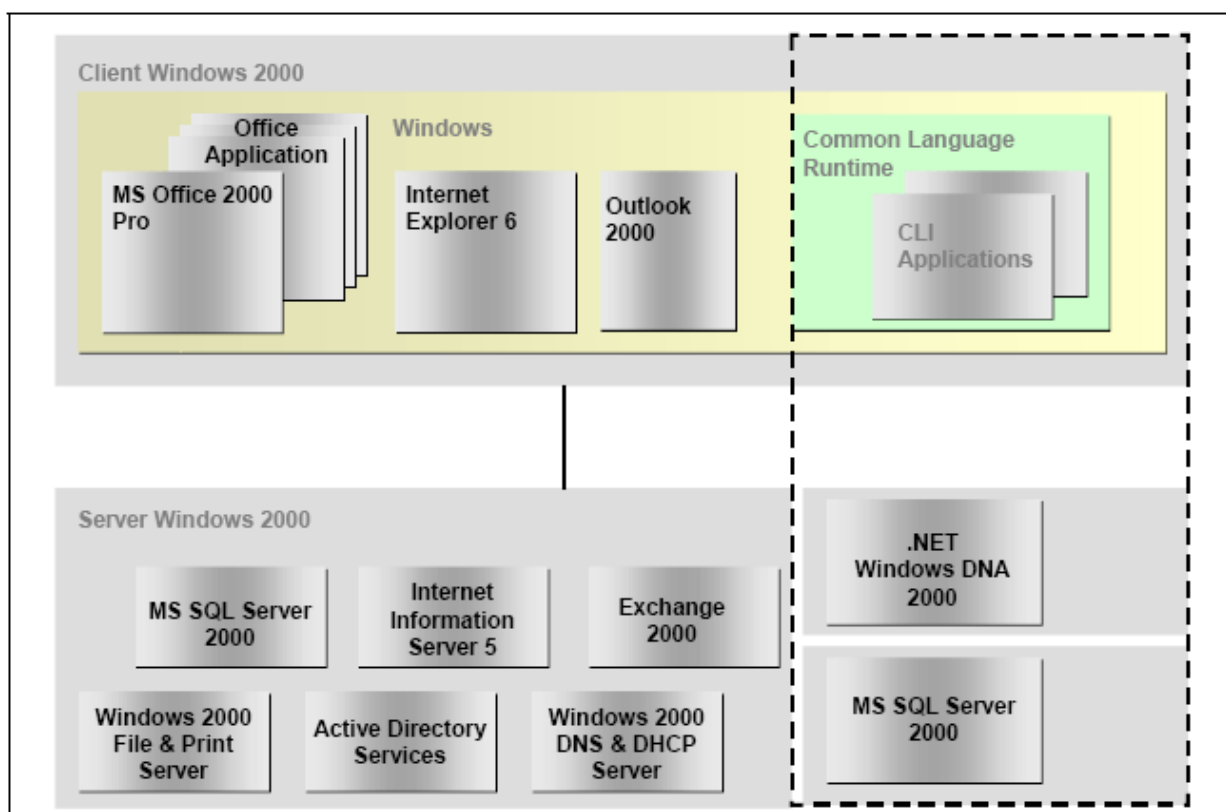 Client Windows 2000
Office
Application
Windows
Common Language
Runtime
MS Office 2000
Pro
Internet
Explorer 6
Outlook
2000
CLI
Applications
Server Windows 2000
MS SQL Server
2000
Internet
Information
Server 5
Exchange
2000
Windows 2000
File & Print
Server
Active Directory
Services
Windows 2000
DNS & DHCP
Server
.NET
Windows DNA
2000
MS SQL Server
2000